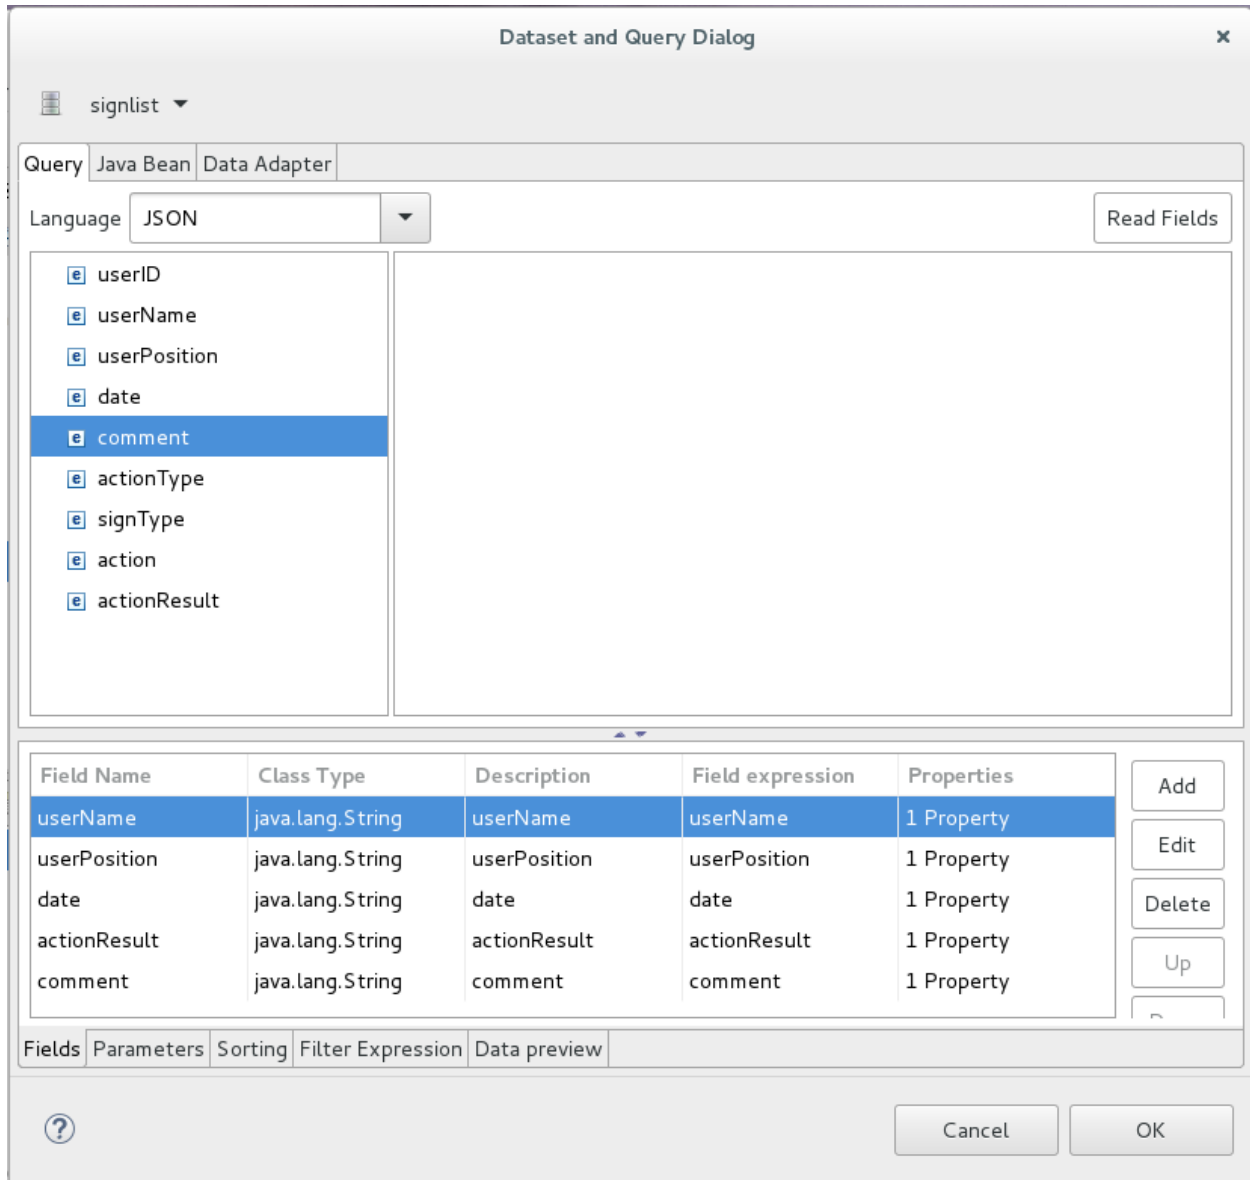 Dataset and Query Dialog
signlist
Query Java Bean Data Adapter
Language JSON Read Fields
userID
userName
userPosition
date
comment
actionType
signType
action
actionResult
Field Name Class Type Description Field expression Properties
userName java.lang.String userName userName 1 Property
userPosition java.lang.String userPosition userPosition 1 Property
date java.lang.String date date 1 Property
actionResult java.lang.String actionResult actionResult 1 Property
comment java.lang.String comment comment 1 Property
Add
Edit
Delete
Up
Fields Parameters Sorting Filter Expression Data preview
Cancel OK